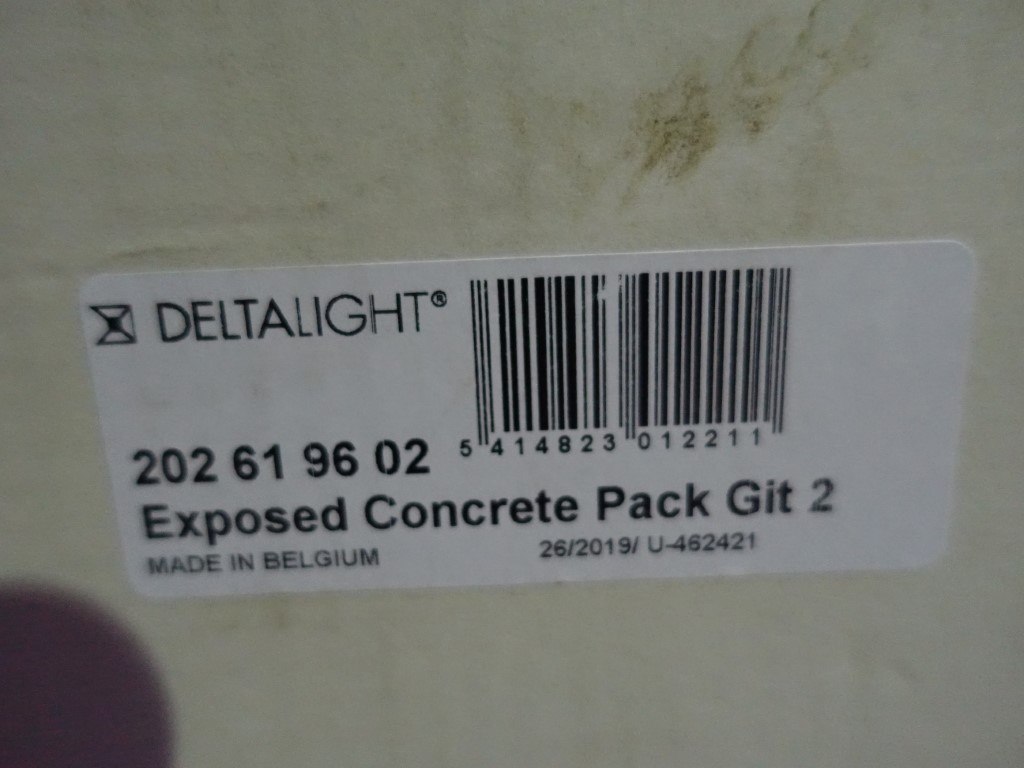 DELTALIGHT®
5 414823 012211
202 61 96 02
Exposed Concrete Pack Git 2
MADE IN BELGIUM
26/2019/ U-462421